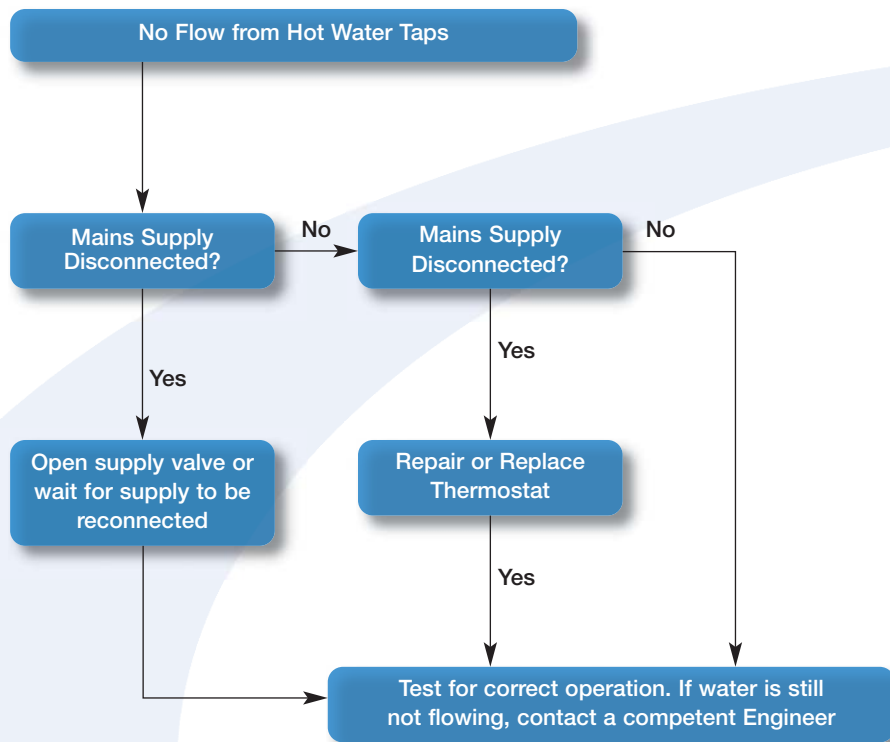 No Flow from Hot Water Taps
Mains Supply
Disconnected?
No
Mains Supply
Disconnected?
No
Yes
Yes
Open supply valve or
wait for supply to be
reconnected
Repair or Replace
Thermostat
Yes
Test for correct operation. If water is still
not flowing, contact a competent Engineer